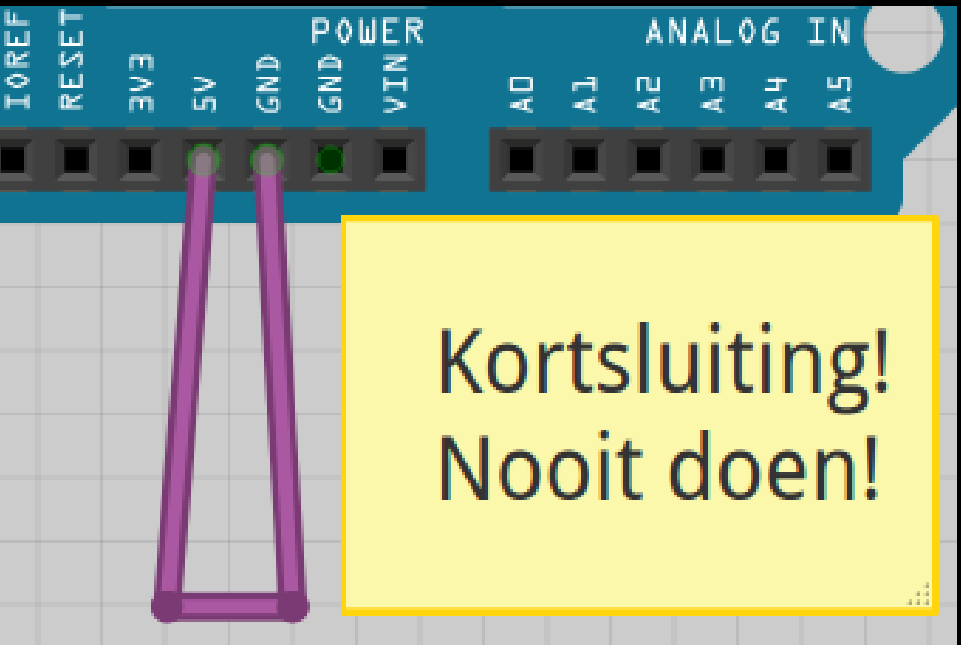 POWER
ANALOG IN
IOREF
RESET
3V3
5V
GND
GND
VIN
A0
A1
A2
A3
A4
A5
Kortsluiting!
Nooit doen!